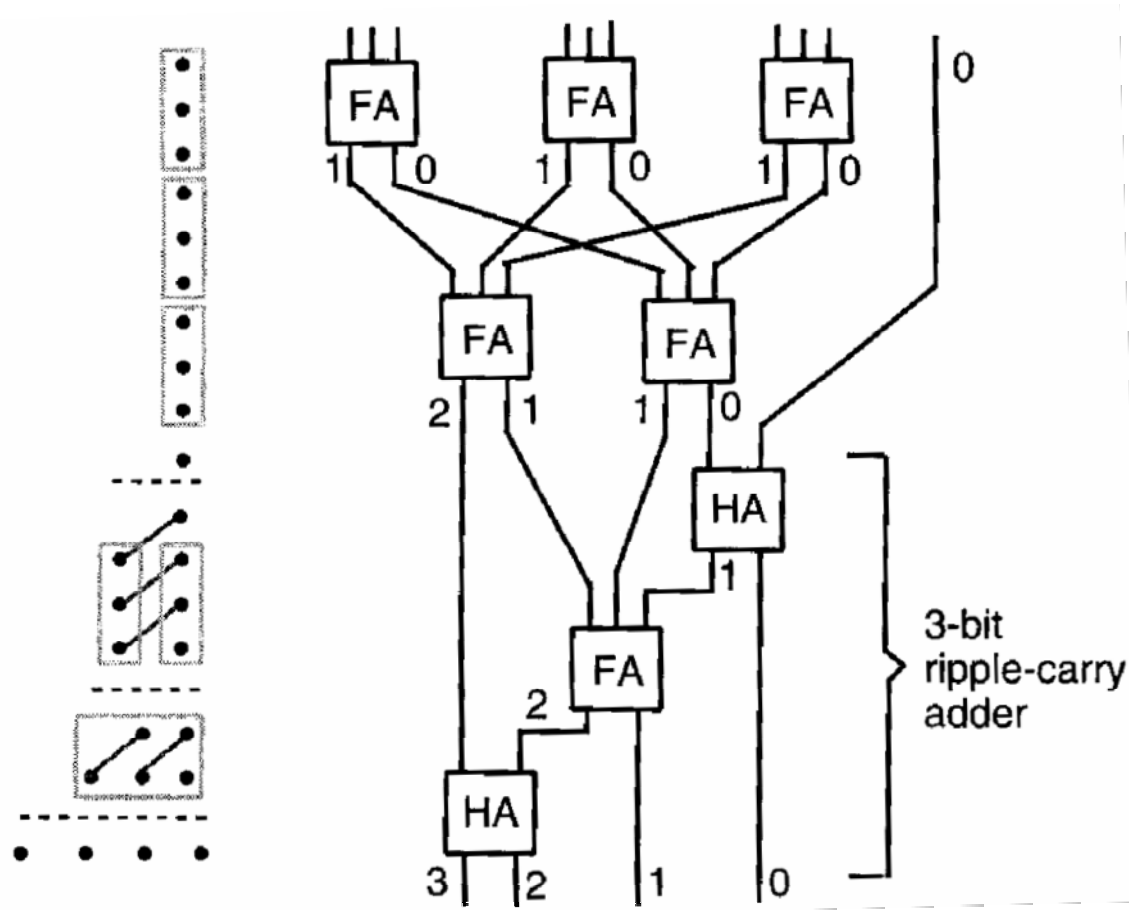 0
FA FA FA
1 0 1 0 1 0
FA FA
2 1 1 0
HA
1
3-bit
ripple-carry
adder
FA
2
HA
3 2 1 0